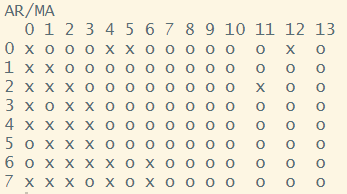 AR/MA
0 1 2 3 4 5 6 7 8 9 10 11 12 13
0 x o o o x x o o o o o o x o
1 x x o o o o o o o o o o o o
2 x x x o o o o o o o o x o o
3 x o x x o o o o o o o o o o
4 x x x x o o o o o o o o o o
5 o x x x o o o o o o o o o o
6 o x x x x o x o o o o o o o
7 x x x o x o x o o o o o o o